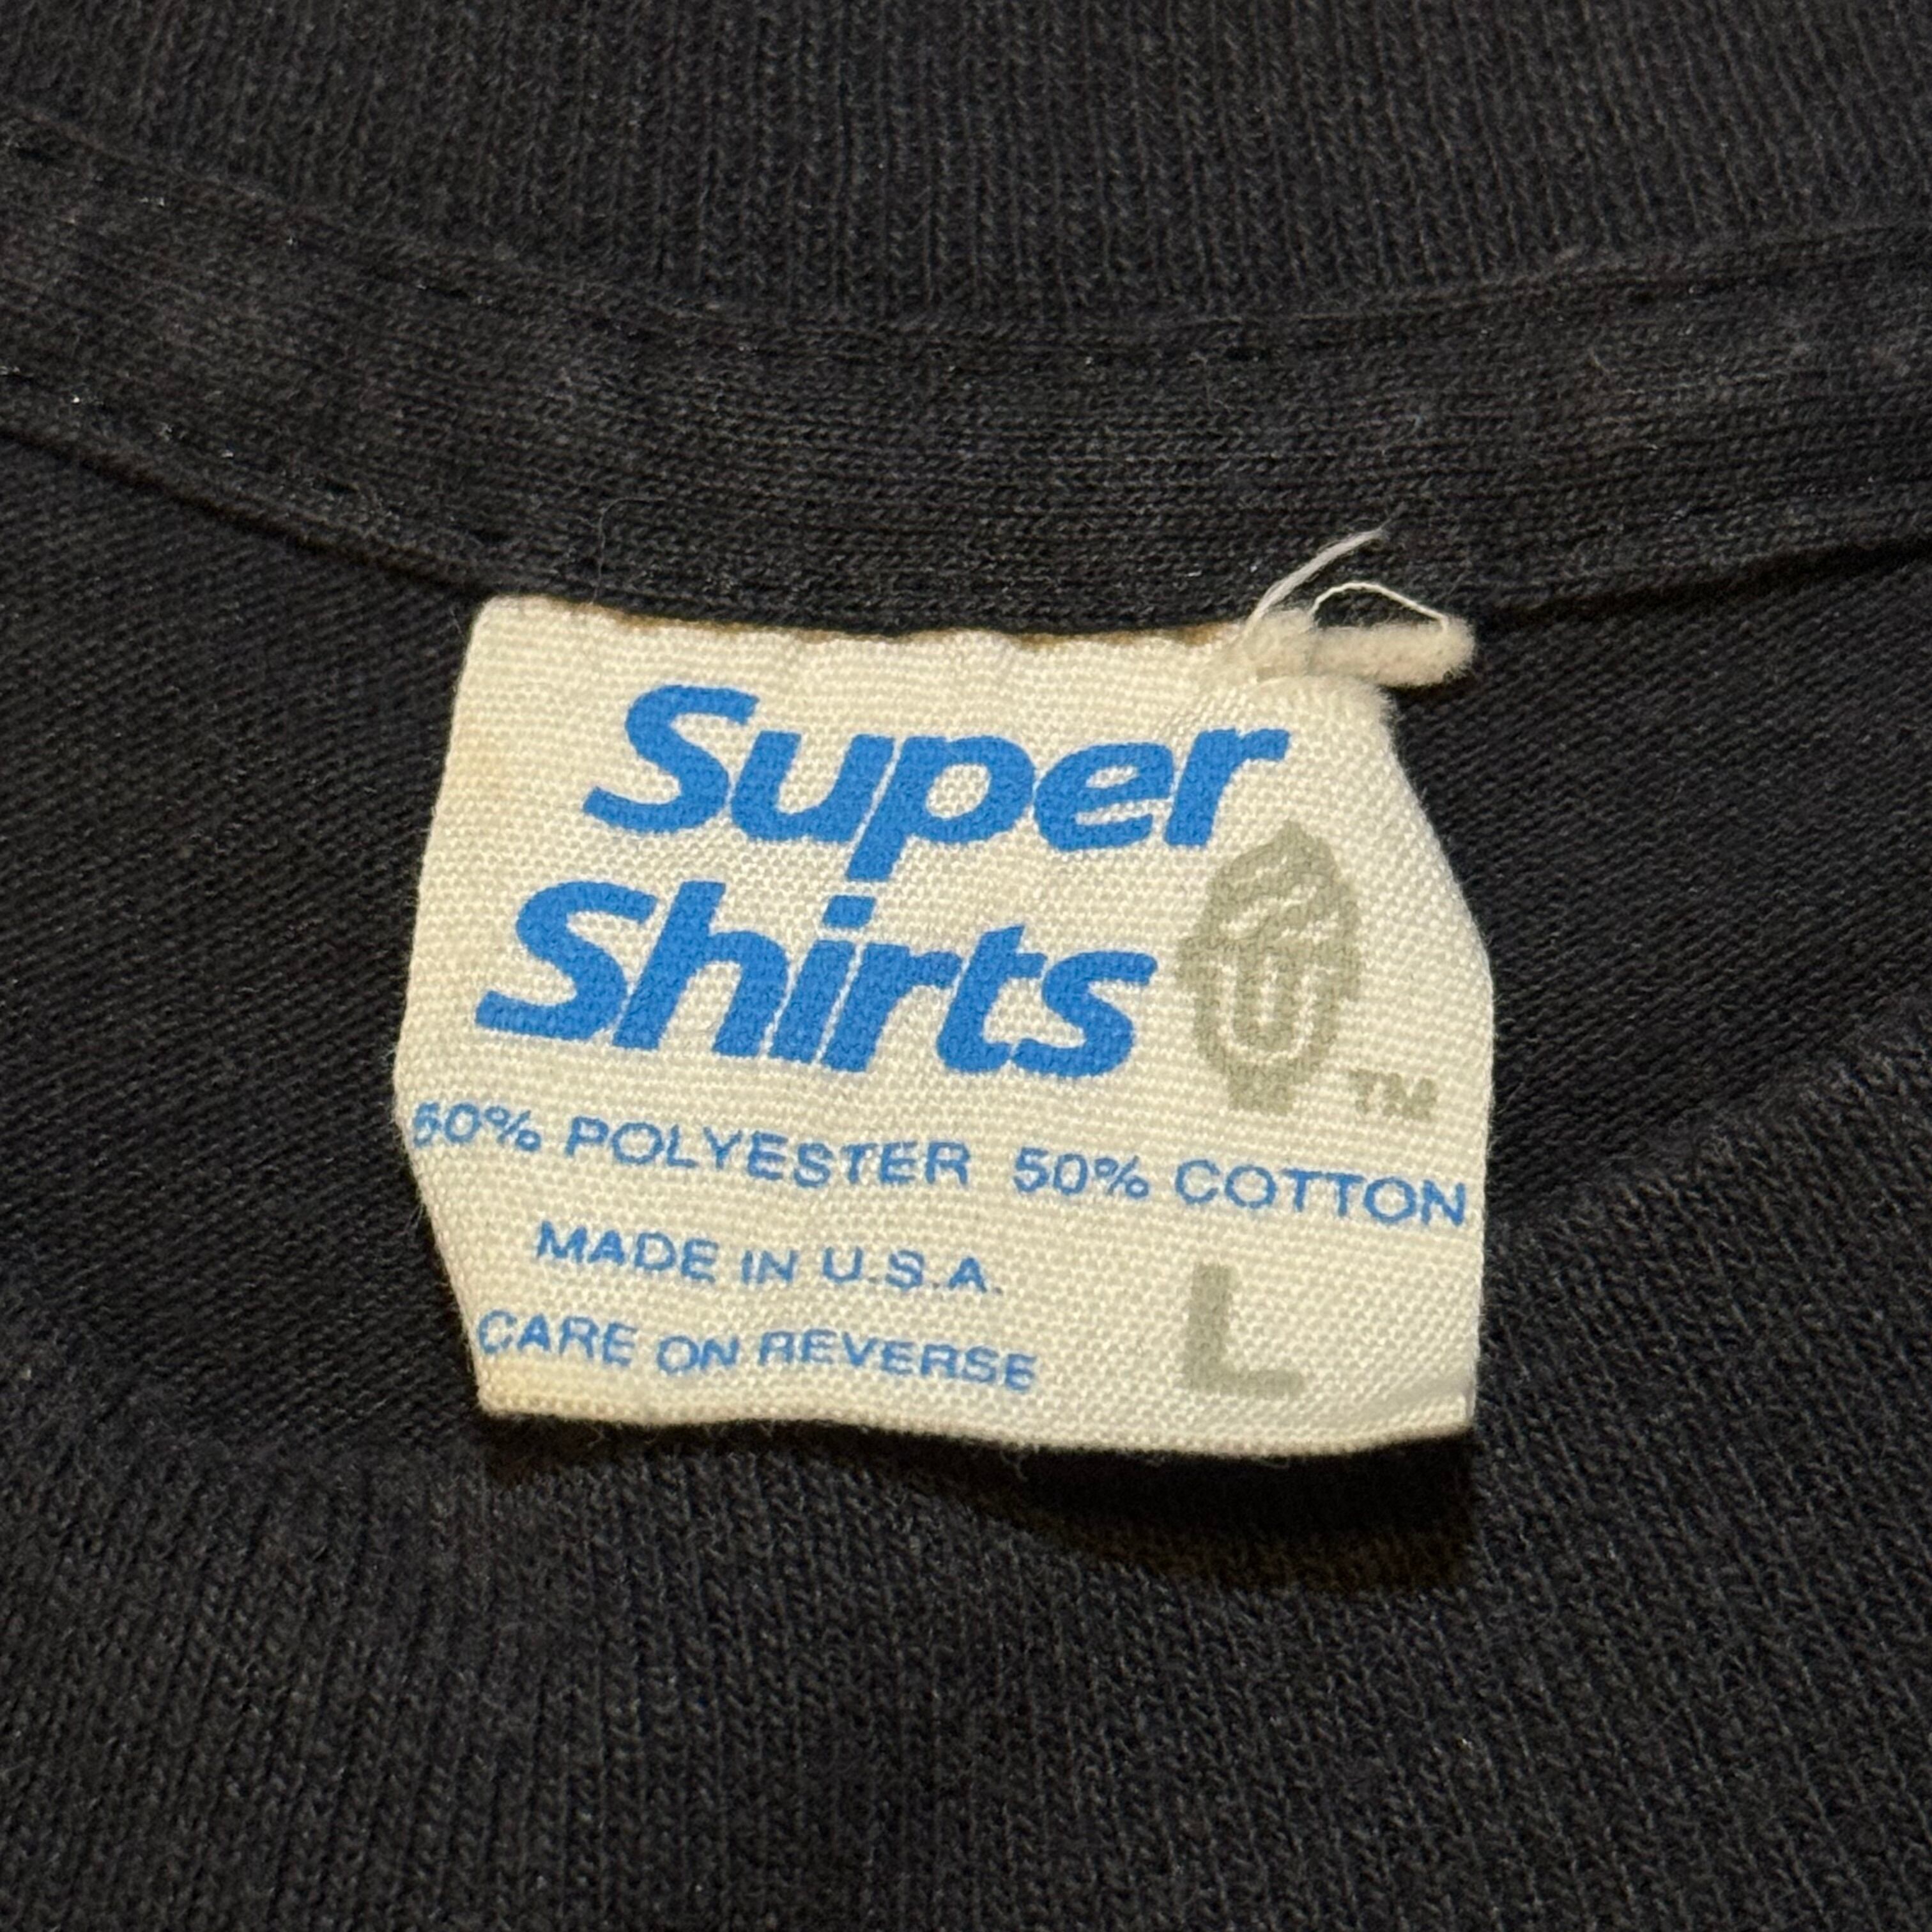 Super
Shirts
TM
50% POLYESTER 50% COTTON
MADE IN U.S.A.
CARE ON REVERSE
L